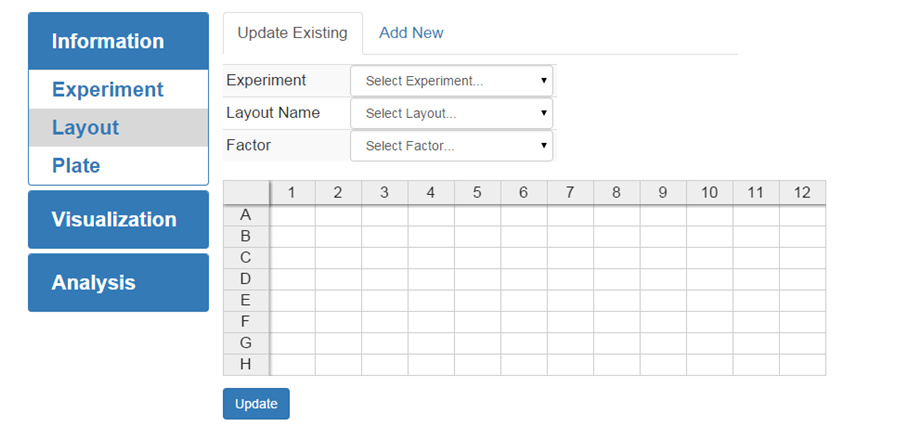 Information
Experiment
Layout
Plate
Visualization
Analysis
Update Existing Add New
Experiment Select Experiment...
Layout Name Select Layout...
Factor Select Factor...
1 2 3 4 5 6 7 8 9 10 11 12
A
B
C
D
E
F
G
H
Update